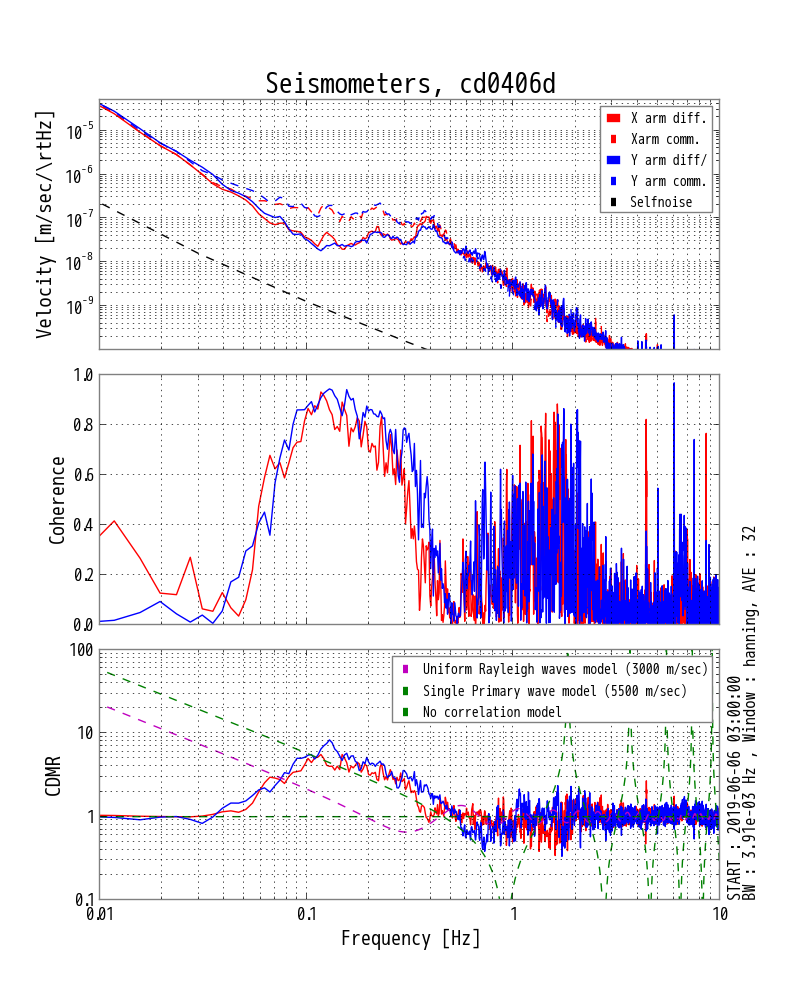 Seismometers, cd0406d
Velocity [m/sec/\rtHz]
10-5
10-6
10-7
10-8
10-9
X arm diff.
Xarm comm.
Y arm diff/
Y arm comm.
Selfnoise
Coherence
1.0
0.8
0.6
0.4
0.2
0.0
CDMR
100
10
1
0.1
Uniform Rayleigh waves model (3000 m/sec)
Single Primary wave model (5500 m/sec)
No correlation model
0.01
0.1
1
10
Frequency [Hz]
START : 2019-06-06 03:00:00
BW : 3.91e-03 Hz , Window : hanning, AVE : 32